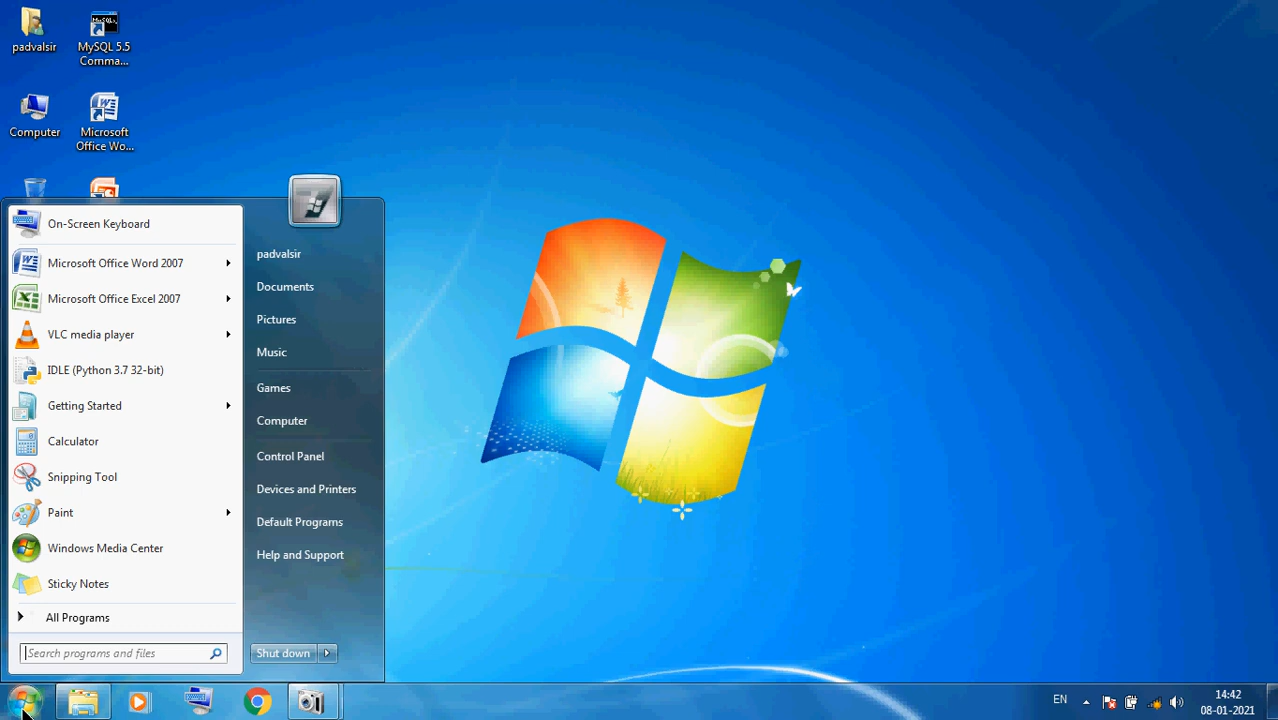 padvalsir
MySQL 5.5
Comma...
Computer
Microsoft
Office Wo...
On-Screen Keyboard
Microsoft Office Word 2007
Microsoft Office Excel 2007
VLC media player
IDLE (Python 3.7 32-bit)
Getting Started
Calculator
Snipping Tool
Paint
Windows Media Center
Sticky Notes
All Programs
Search programs and files
padvalsir
Documents
Pictures
Music
Games
Computer
Control Panel
Devices and Printers
Default Programs
Help and Support
Shut down
EN
14:42
08-01-2021